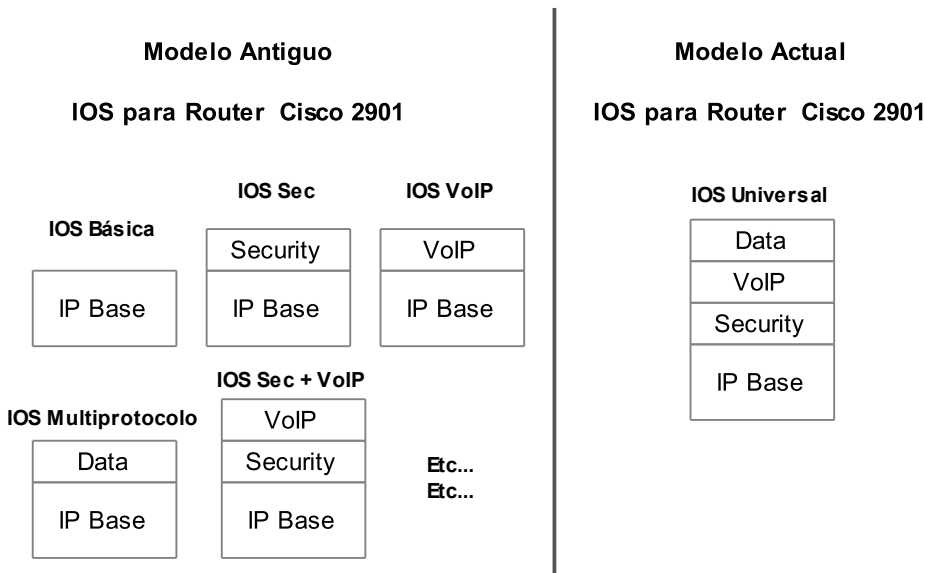 Modelo Antiguo
IOS para Router Cisco 2901
IOS Básica
IP Base
IOS Sec
Security
IP Base
IOS VoIP
VoIP
IP Base
IOS Multiprotocolo
Data
IP Base
IOS Sec + VoIP
VoIP
Security
IP Base
Etc...
Etc...
Modelo Actual
IOS para Router Cisco 2901
IOS Universal
Data
VoIP
Security
IP Base